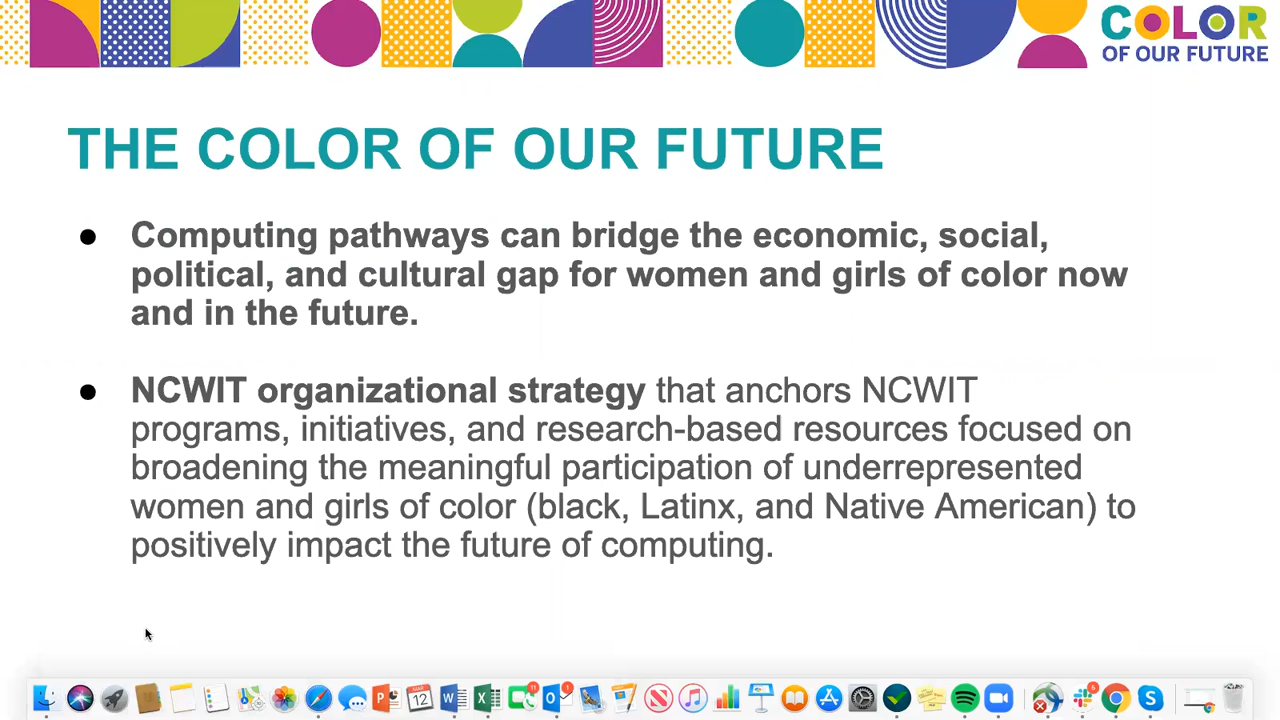 COLOR
OF OUR FUTURE
THE COLOR OF OUR FUTURE
● Computing pathways can bridge the economic, social,
political, and cultural gap for women and girls of color now
and in the future.
● NCWIT organizational strategy that anchors NCWIT
programs, initiatives, and research-based resources focused on
broadening the meaningful participation of underrepresented
women and girls of color (black, Latinx, and Native American) to
positively impact the future of computing.